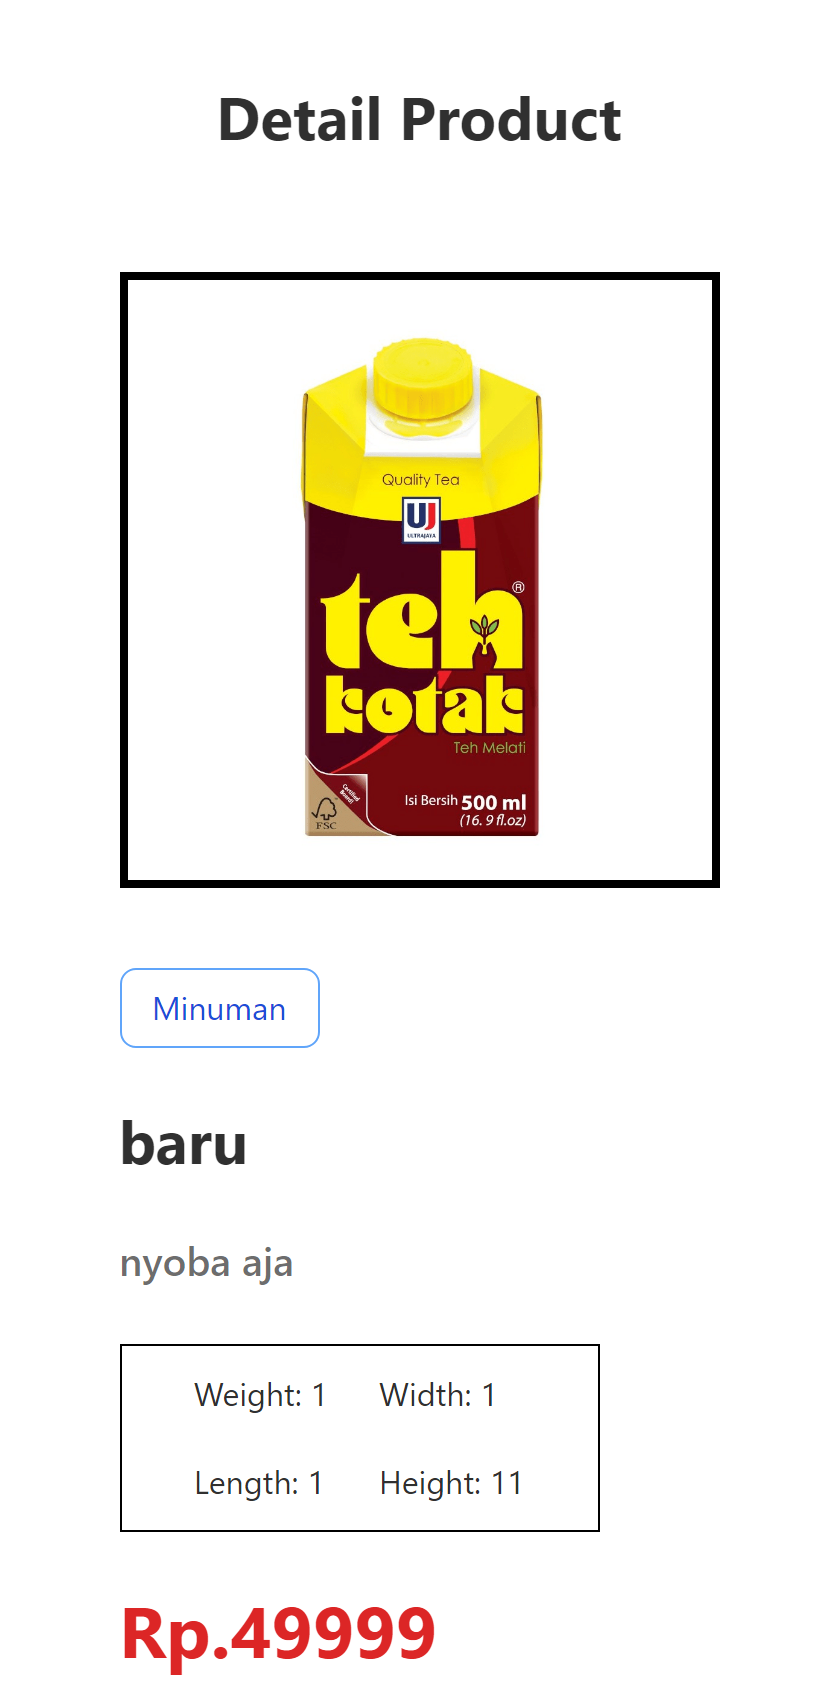 Detail Product
Quality Tea
UJ
ULTRAJAYA
teh®
kotak
Teh Melati
Certified
Brand!
FSC
Isi Bersih 500 ml
(16. 9 fl.oz)
Minuman
baru
nyoba aja
Weight: 1 Width: 1
Length: 1 Height: 11
Rp.49999